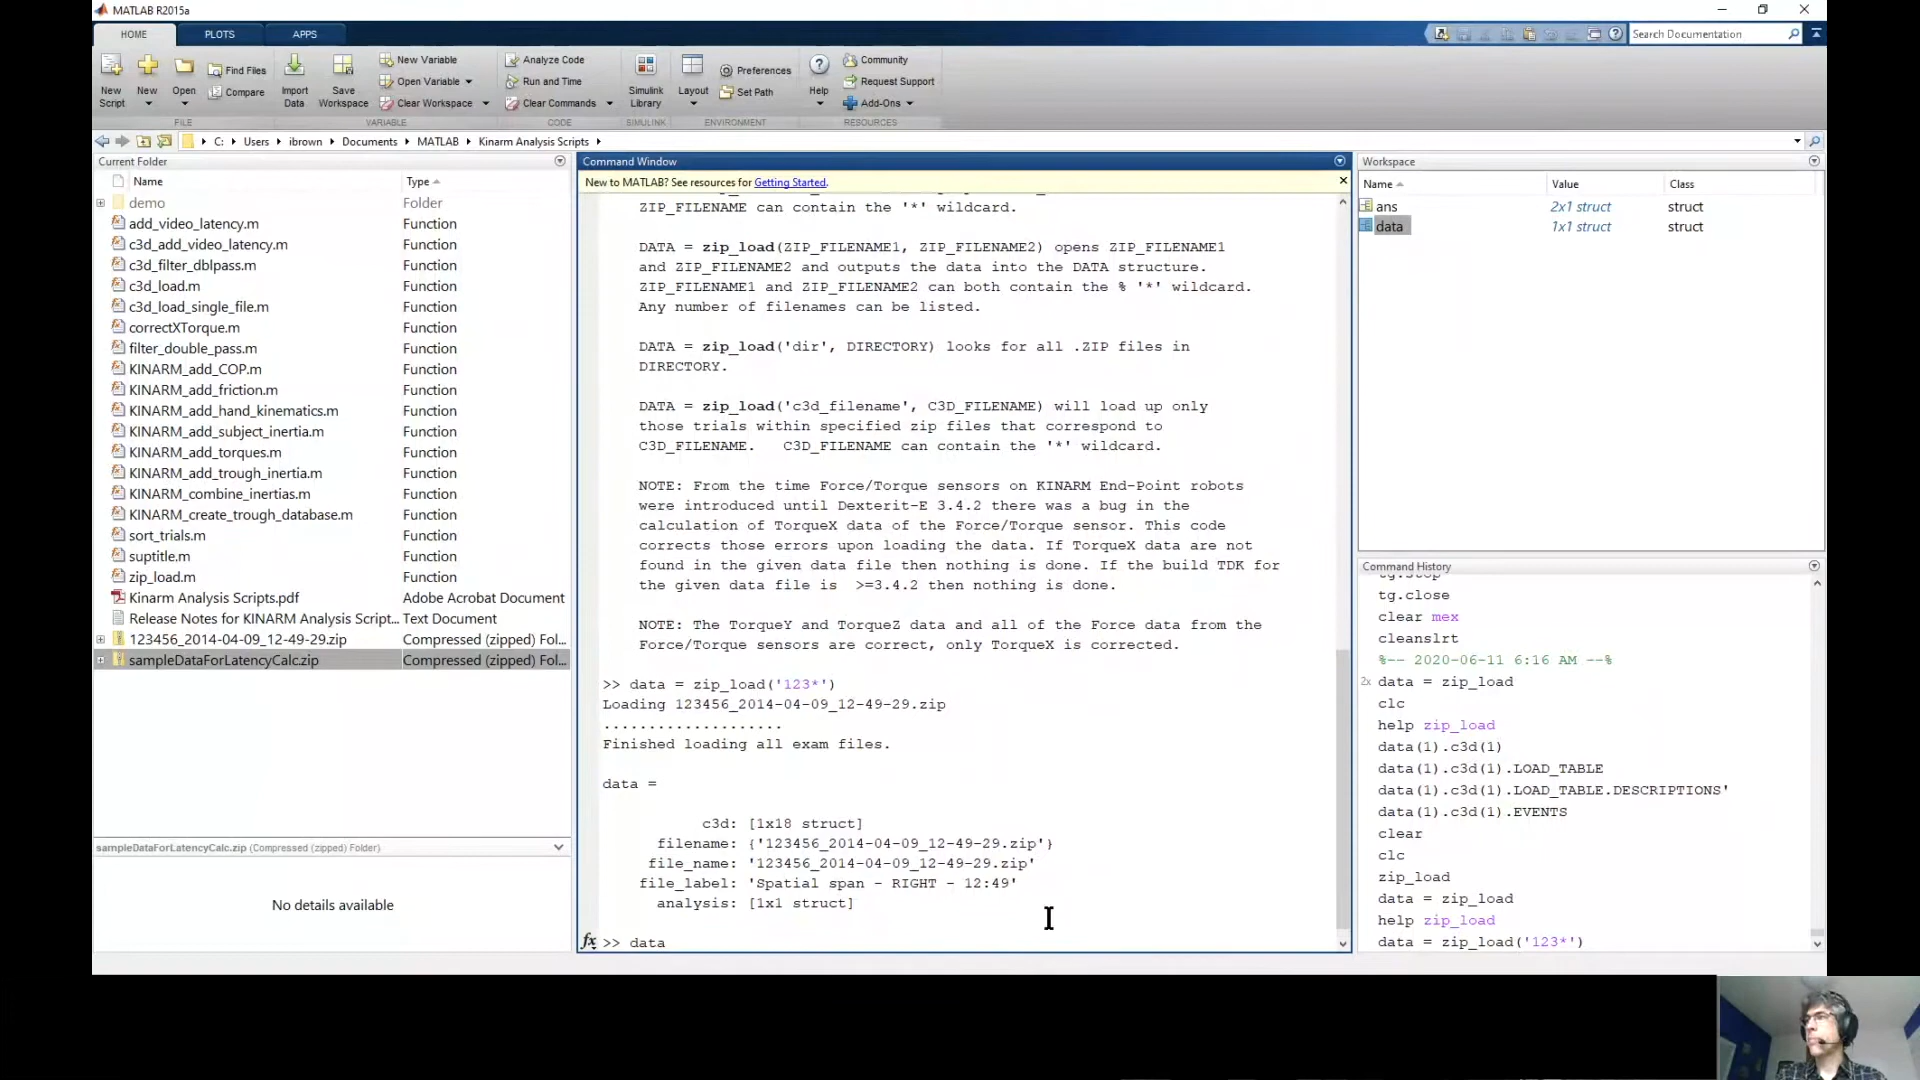 MATLAB R2015a
HOME PLOTS APPS
Search Documentation
New Script
New
Open
Find Files
Compare
Import Data
Save Workspace
New Variable
Open Variable
Clear Workspace
Analyze Code
Run and Time
Clear Commands
Simulink Library
Layout
Preferences
Set Path
Help
Community
Request Support
Add-Ons
FILE VARIABLE CODE SIMULINK ENVIRONMENT RESOURCES
C: Users ibrown Documents MATLAB Kinarm Analysis Scripts
Current Folder
Name Type
demo Folder
add_video_latency.m Function
c3d_add_video_latency.m Function
c3d_filter_dblpass.m Function
c3d_load.m Function
c3d_load_single_file.m Function
correctXTorque.m Function
filter_double_pass.m Function
KINARM_add_COP.m Function
KINARM_add_friction.m Function
KINARM_add_hand_kinematics.m Function
KINARM_add_subject_inertia.m Function
KINARM_add_torques.m Function
KINARM_add_trough_inertia.m Function
KINARM_combine_inertias.m Function
KINARM_create_trough_database.m Function
sort_trials.m Function
suptitle.m Function
zip_load.m Function
Kinarm Analysis Scripts.pdf Adobe Acrobat Document
Release Notes for KINARM Analysis Script... Text Document
123456_2014-04-09_12-49-29.zip Compressed (zipped) Fol...
sampleDataForLatencyCalc.zip Compressed (zipped) Fol...
sampleDataForLatencyCalc.zip (Compressed (zipped) Folder)
No details available
Command Window
New to MATLAB? See resources for Getting Started.
ZIP_FILENAME can contain the '*' wildcard.
DATA = zip_load(ZIP_FILENAME1, ZIP_FILENAME2) opens ZIP_FILENAME1
and ZIP_FILENAME2 and outputs the data into the DATA structure.
ZIP_FILENAME1 and ZIP_FILENAME2 can both contain the % '*' wildcard.
Any number of filenames can be listed.
DATA = zip_load('dir', DIRECTORY) looks for all .ZIP files in
DIRECTORY.
DATA = zip_load('c3d_filename', C3D_FILENAME) will load up only
those trials within specified zip files that correspond to
C3D_FILENAME. C3D_FILENAME can contain the '*' wildcard.
NOTE: From the time Force/Torque sensors on KINARM End-Point robots
were introduced until Dexterit-E 3.4.2 there was a bug in the
calculation of TorqueX data of the Force/Torque sensor. This code
corrects those errors upon loading the data. If TorqueX data are not
found in the given data file then nothing is done. If the build TDK for
the given data file is >=3.4.2 then nothing is done.
NOTE: The TorqueY and TorqueZ data and all of the Force data from the
Force/Torque sensors are correct, only TorqueX is corrected.
>> data = zip_load('123*')
Loading 123456_2014-04-09_12-49-29.zip
....................
Finished loading all exam files.
data =
c3d: [1x18 struct]
filename: {'123456_2014-04-09_12-49-29.zip'}
file_name: '123456_2014-04-09_12-49-29.zip'
file_label: 'Spatial span - RIGHT - 12:49'
analysis: [1x1 struct]
fx >> data
Workspace
Name Value Class
ans 2x1 struct struct
data 1x1 struct struct
Command History
tg.stop
tg.close
clear mex
cleanslrt
%-- 2020-06-11 6:16 AM --%
2x data = zip_load
clc
help zip_load
data(1).c3d(1)
data(1).c3d(1).LOAD_TABLE
data(1).c3d(1).LOAD_TABLE.DESCRIPTIONS'
data(1).c3d(1).EVENTS
clear
clc
zip_load
data = zip_load
help zip_load
data = zip_load('123*')